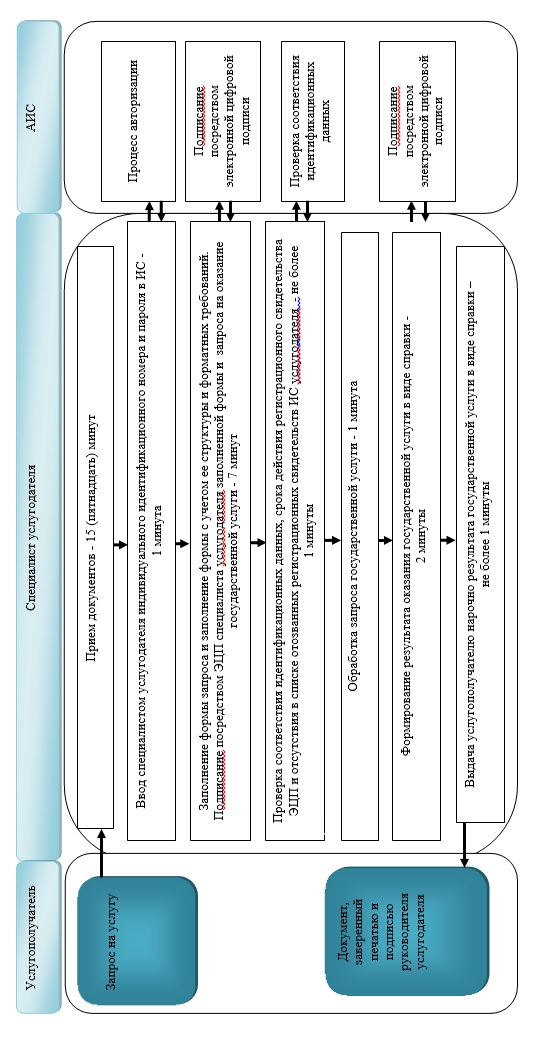 Услугополучатель
Специалист услугодателя
АИС
Запрос на услугу
Прием документов - 15 (пятнадцать) минут
Ввод специалистом услугодателя индивидуального идентификационного номера и пароля в ИС -
1 минута
Процесс авторизации
Заполнение формы запроса и заполнение формы с учетом ее структуры и форматных требований.
Подписание посредством ЭЦП специалиста услугодателя заполненной формы и запроса на оказание
государственной услуги - 7 минут
Подписание
посредством
электронной цифровой
подписи
Проверка соответствия идентификационных данных, срока действия регистрационного свидетельства
ЭЦП и отсутствия в списке отозванных регистрационных свидетельств ИС услугодателя - не более
1 минуты
Проверка соответствия
идентификационных
данных
Обработка запроса государственной услуги - 1 минута
Формирование результата оказания государственной услуги в виде справки -
2 минуты
Подписание
посредством
электронной цифровой
подписи
Выдача услугополучателю нарочно результата государственной услуги в виде справки –
не более 1 минуты
Документ,
заверенный
печатью и
подписью
руководителя
услугодателя